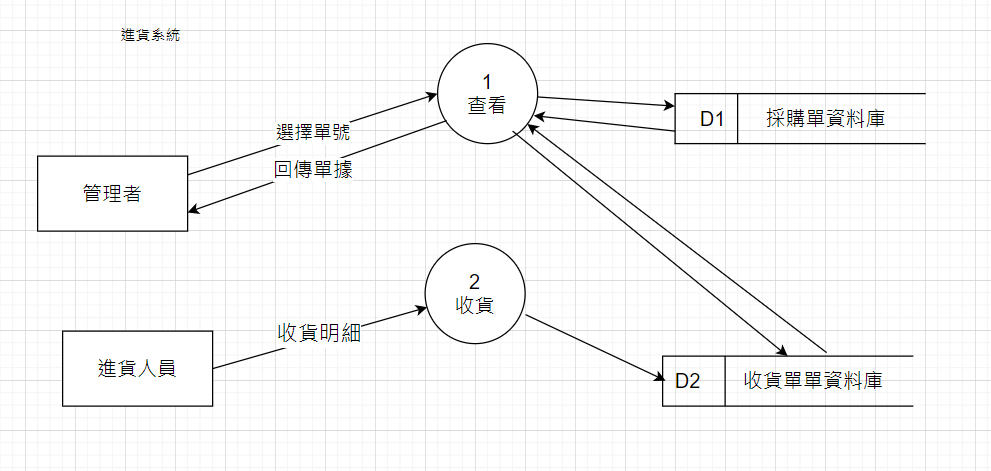 進貨系統
1
查看
選擇單號
D1
採購單資料庫
回傳單據
管理者
2
收貨
收貨明細
進貨人員
D2
收貨單單資料庫